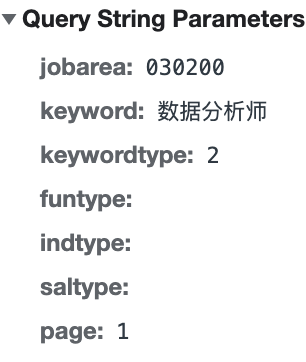 ▼ Query String Parameters
jobarea: 030200
keyword: 数据分析师
keywordtype: 2
funtype:
indtype:
saltype:
page: 1